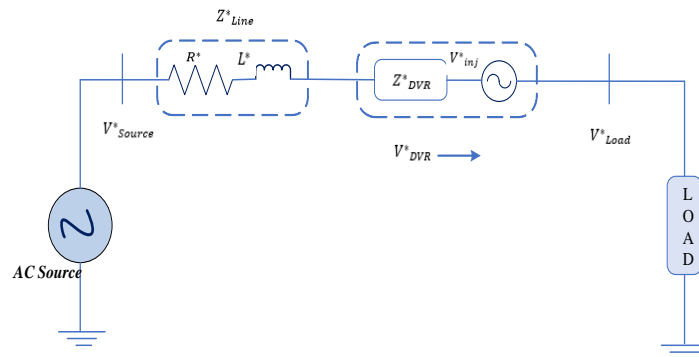 Z*Line
R*
L*
V*inj
Z*DVR
V*Source
V*DVR
V*Load
AC Source
L
O
A
D